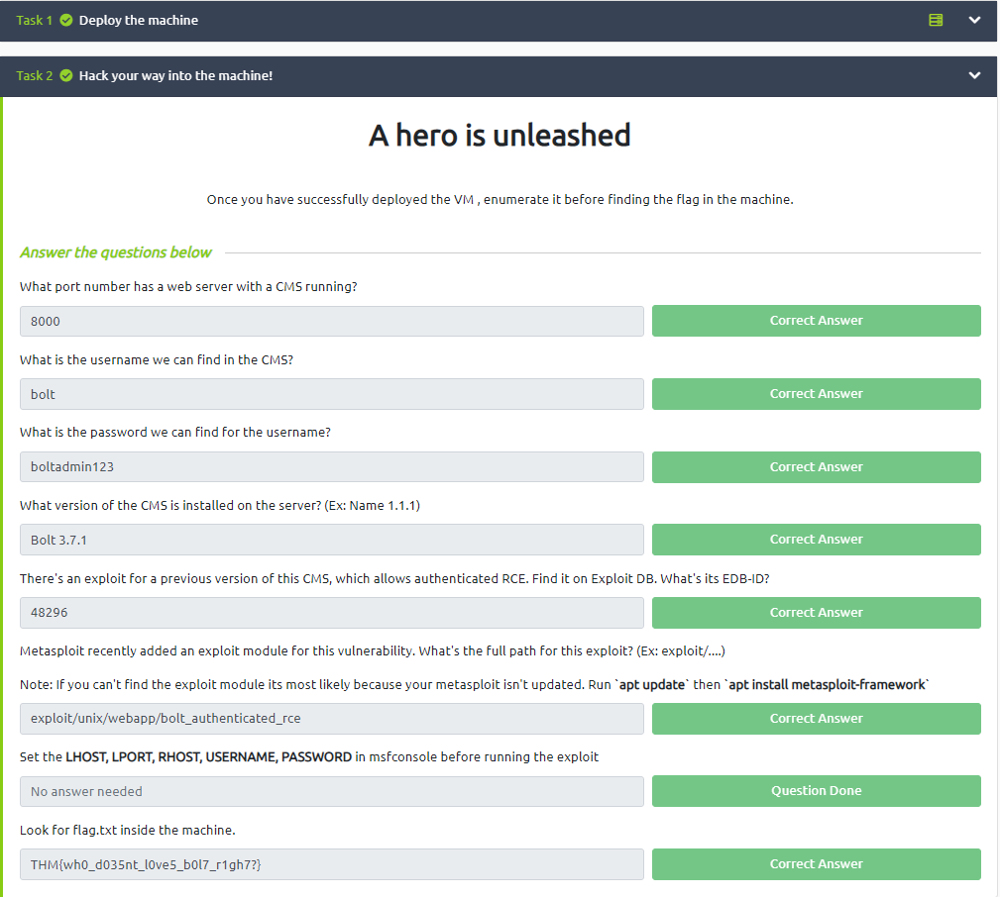 Task 1 Deploy the machine
Task 2 Hack your way into the machine!
A hero is unleashed
Once you have successfully deployed the VM , enumerate it before finding the flag in the machine.
Answer the questions below
What port number has a web server with a CMS running?
8000 Correct Answer
What is the username we can find in the CMS?
bolt Correct Answer
What is the password we can find for the username?
boltadmin123 Correct Answer
What version of the CMS is installed on the server? (Ex: Name 1.1.1)
Bolt 3.7.1 Correct Answer
There's an exploit for a previous version of this CMS, which allows authenticated RCE. Find it on Exploit DB. What's its EDB-ID?
48296 Correct Answer
Metasploit recently added an exploit module for this vulnerability. What's the full path for this exploit? (Ex: exploit/....)
Note: If you can't find the exploit module its most likely because your metasploit isn't updated. Run `apt update` then `apt install metasploit-framework`
exploit/unix/webapp/bolt_authenticated_rce Correct Answer
Set the LHOST, LPORT, RHOST, USERNAME, PASSWORD in msfconsole before running the exploit
No answer needed Question Done
Look for flag.txt inside the machine.
THM{wh0_d035nt_l0ve5_b0l7_r1gh7?} Correct Answer